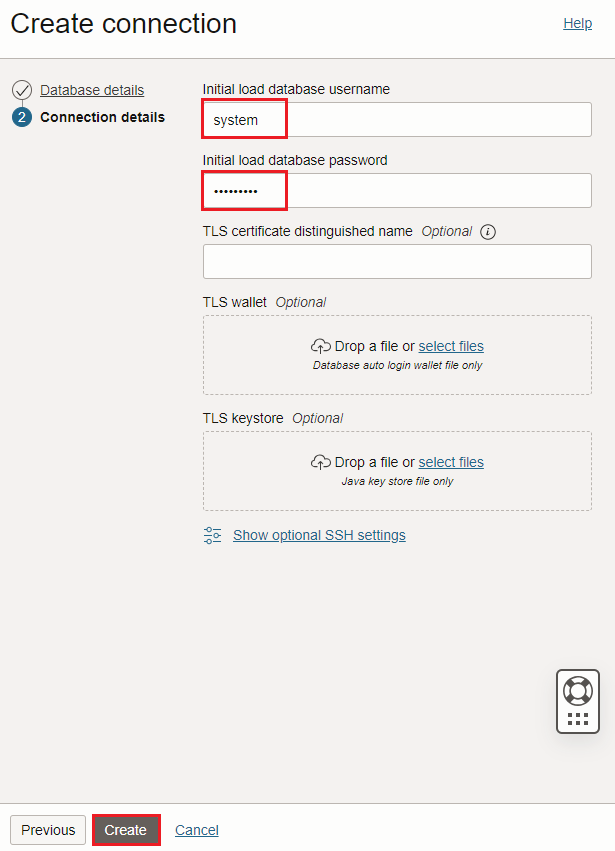 Create connection
Help
Database details
2 Connection details
Initial load database username
system
Initial load database password
•••••••••
TLS certificate distinguished name Optional i
TLS wallet Optional
Drop a file or select files
Database auto login wallet file only
TLS keystore Optional
Drop a file or select files
Java key store file only
Show optional SSH settings
Previous
Create
Cancel